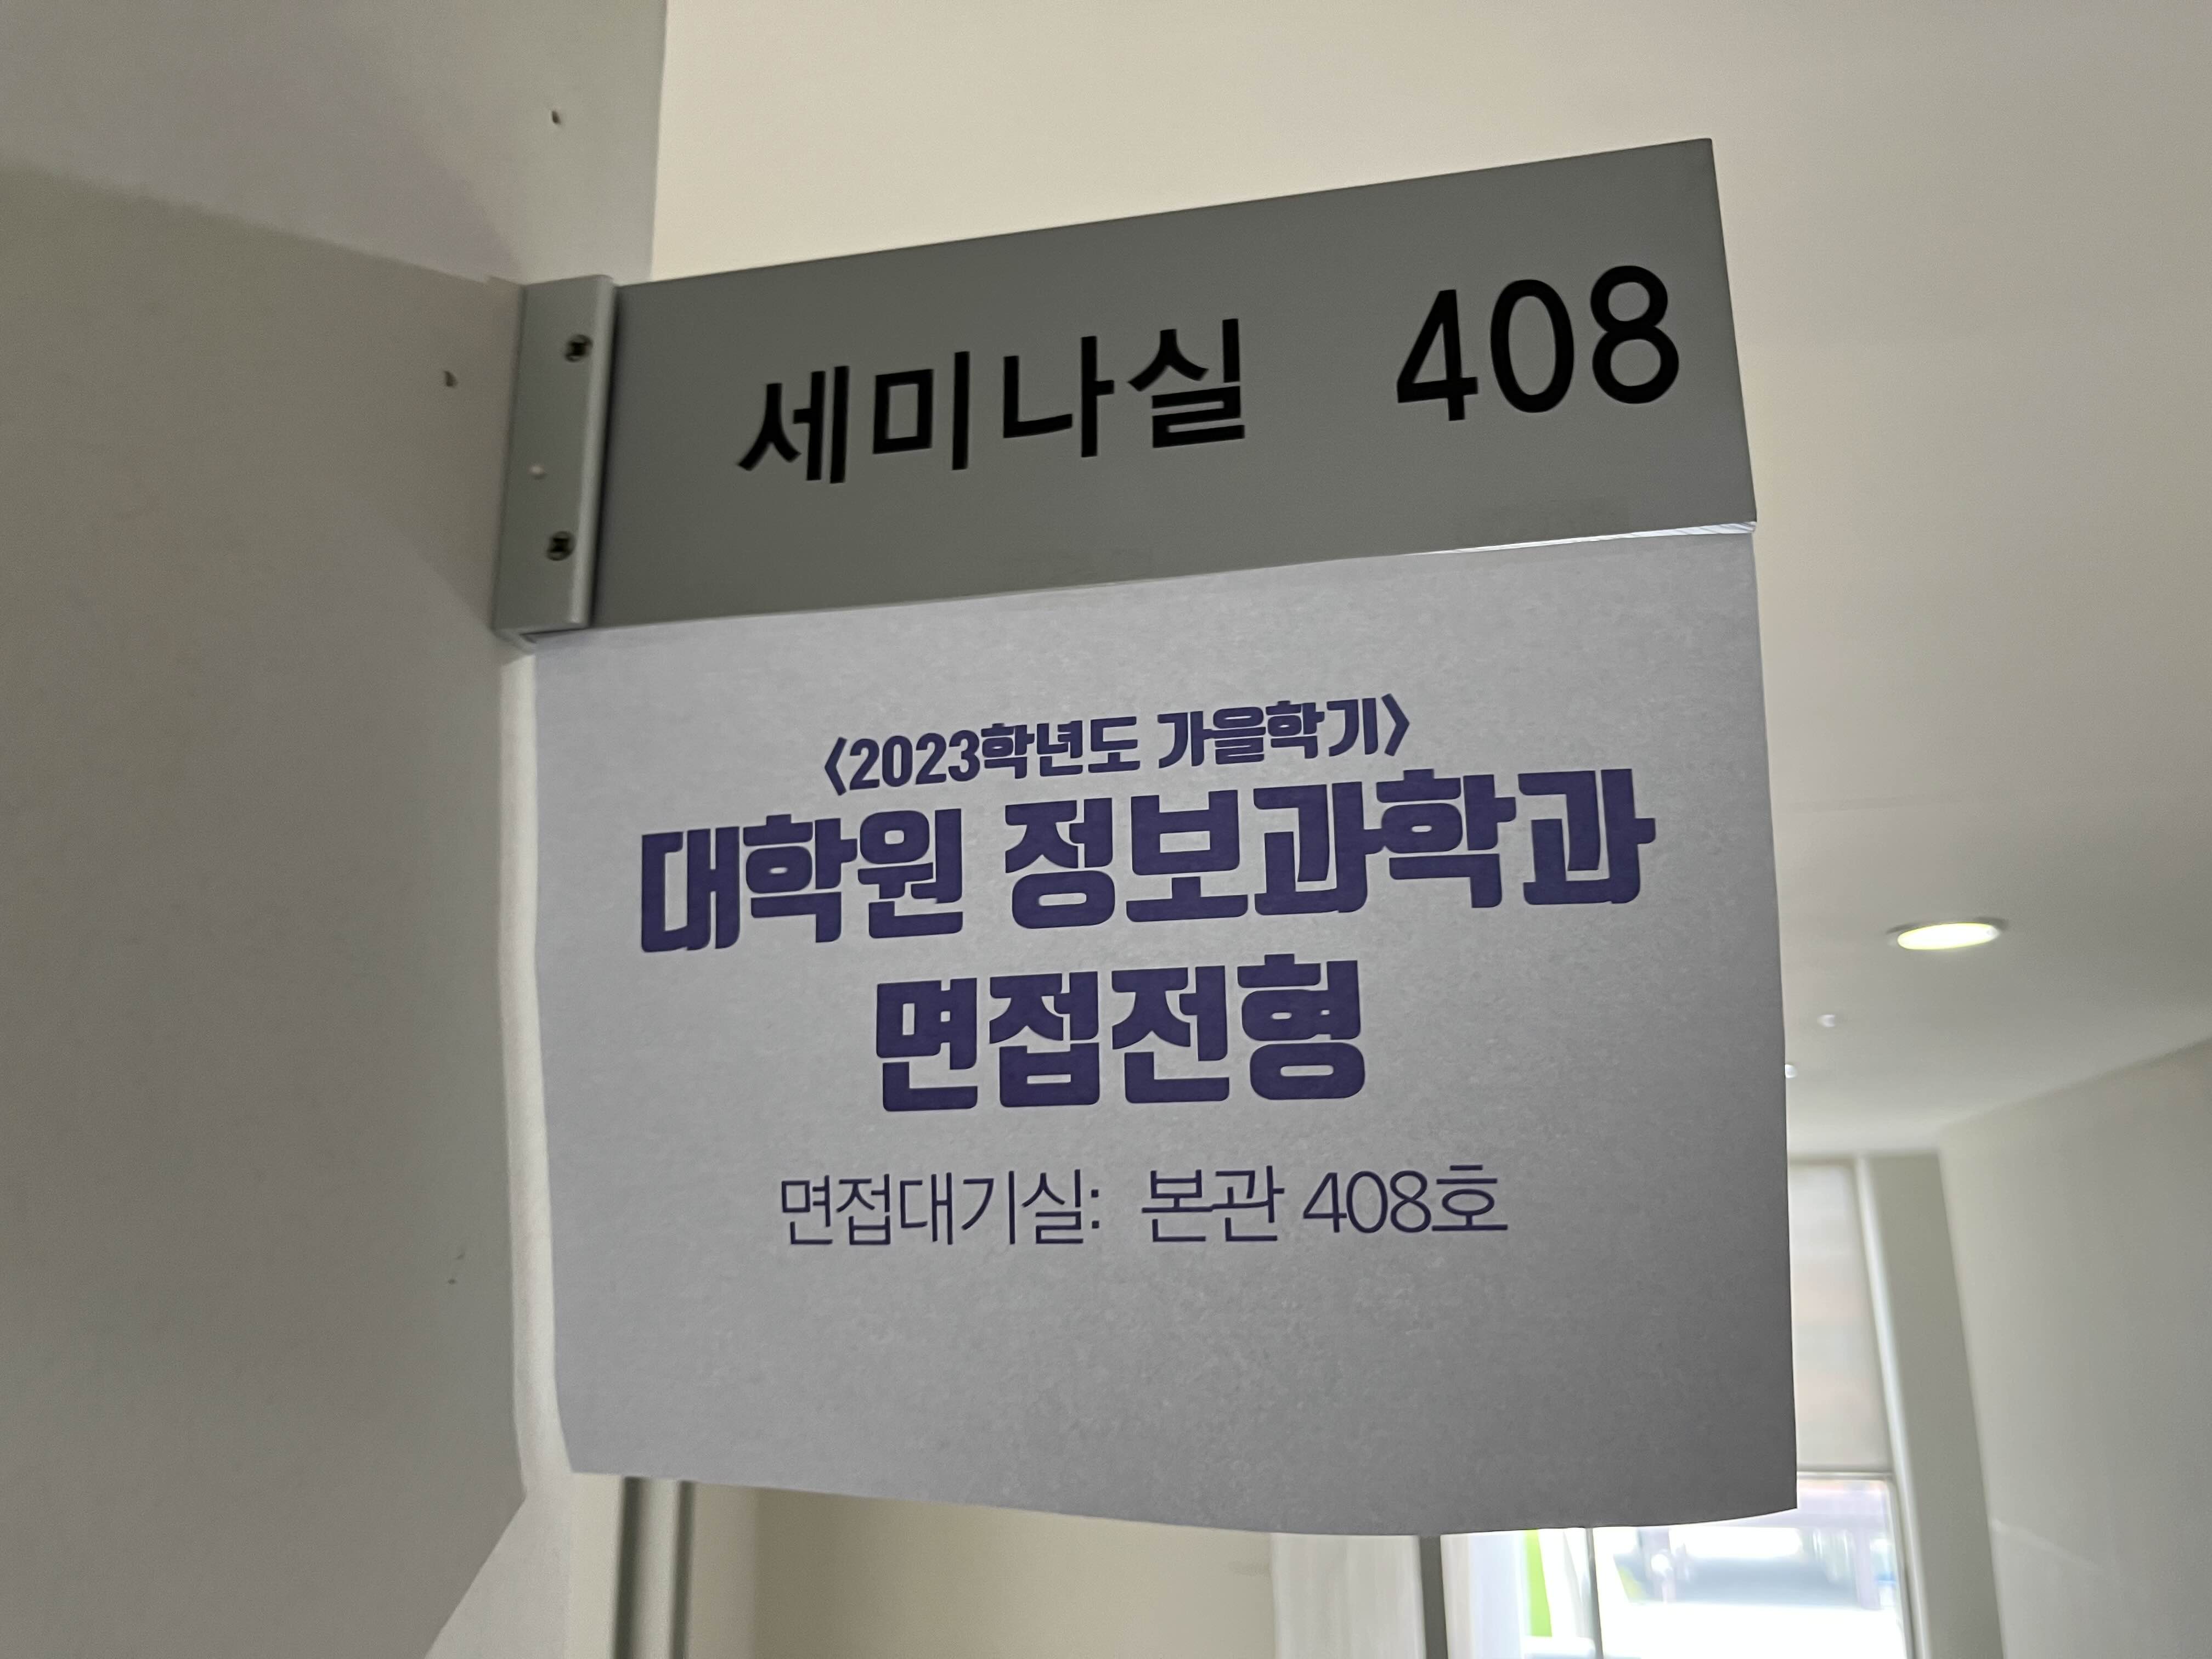 세미나실 408
<2023학년도 가을학기>
대학원 정보과학과
면접전형
면접대기실: 본관 408호